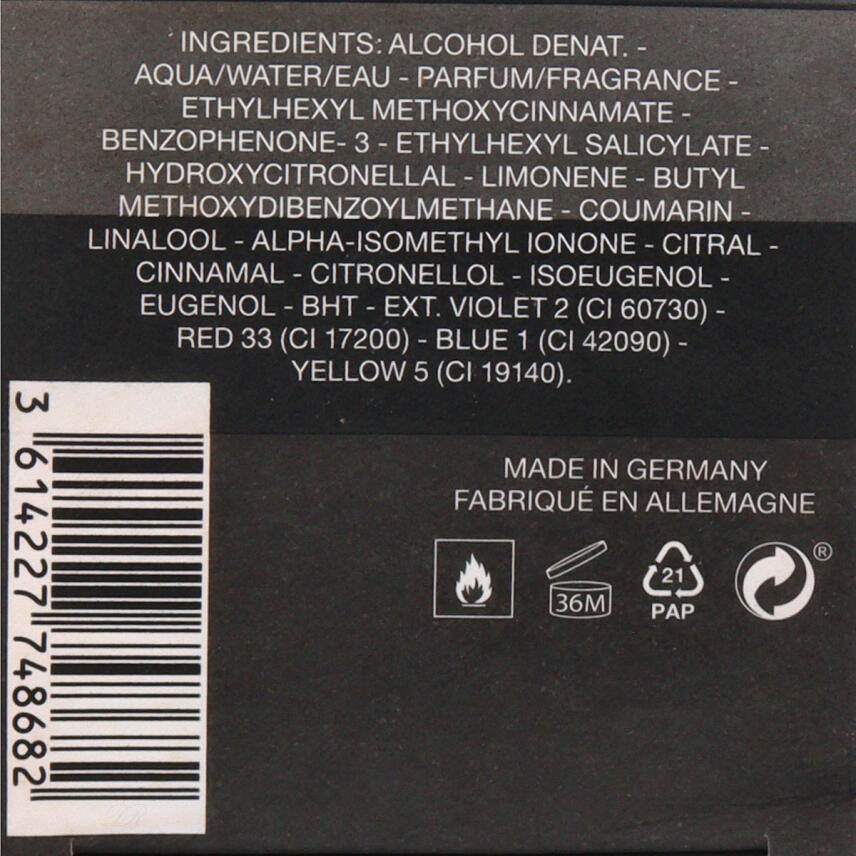 INGREDIENTS: ALCOHOL DENAT. -
AQUA/WATER/EAU - PARFUM/FRAGRANCE -
ETHYLHEXYL METHOXYCINNAMATE -
BENZOPHENONE- 3 - ETHYLHEXYL SALICYLATE -
HYDROXYCITRONELLAL - LIMONENE - BUTYL
METHOXYDIBENZOYLMETHANE - COUMARIN -
LINALOOL - ALPHA-ISOMETHYL IONONE - CITRAL -
CINNAMAL - CITRONELLOL - ISOEUGENOL -
EUGENOL - BHT - EXT. VIOLET 2 (CI 60730) -
RED 33 (CI 17200) - BLUE 1 (CI 42090) -
YELLOW 5 (CI 19140).
3 614227 748682
MADE IN GERMANY
FABRIQUÉ EN ALLEMAGNE
36M
21
PAP
®